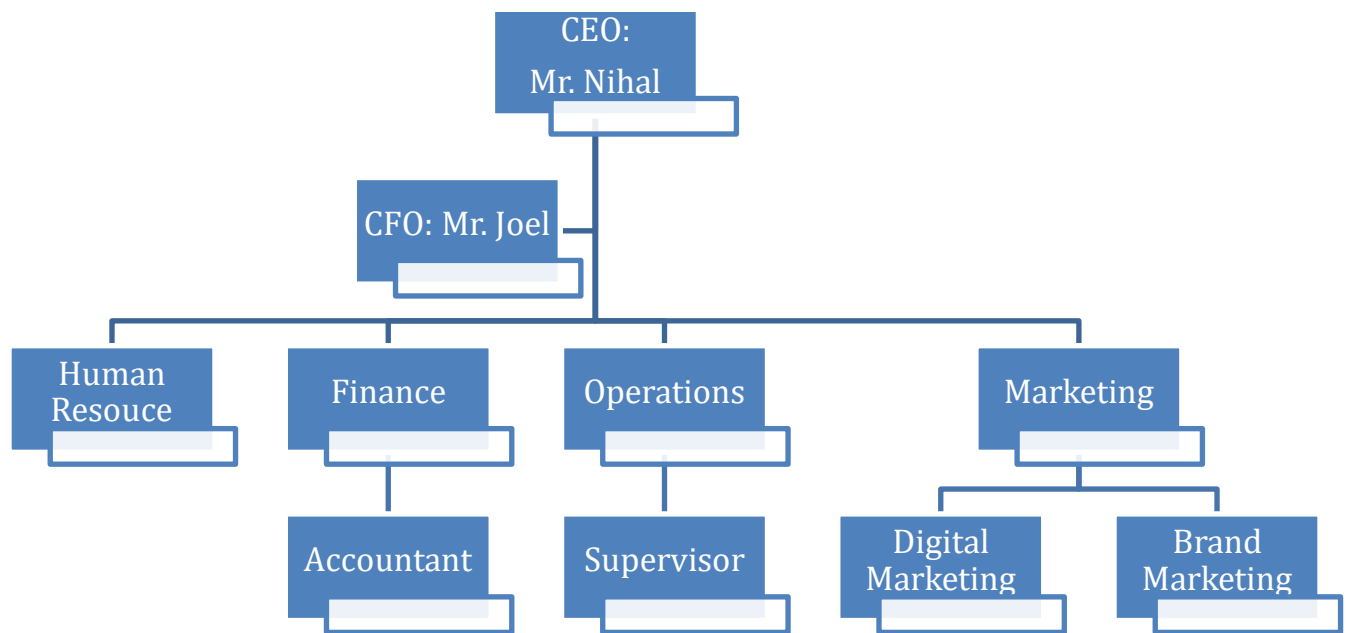 CEO:
Mr. Nihal
CFO: Mr. Joel
Human
Resouce
Finance
Operations
Marketing
Accountant
Supervisor
Digital
Marketing
Brand
Marketing